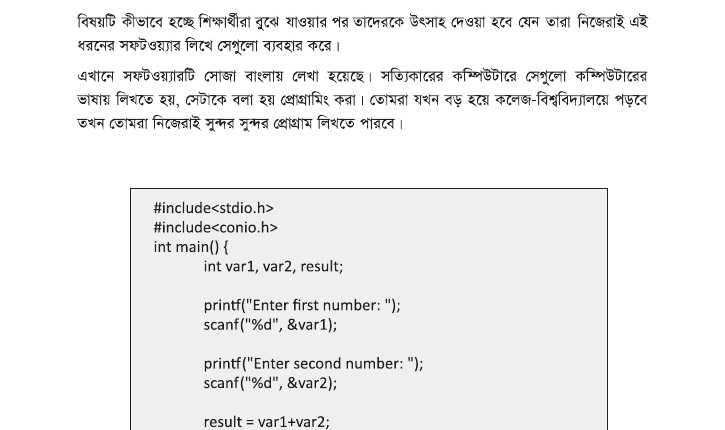 বিষয়টি কীভাবে হচ্ছে শিক্ষার্থীরা বুঝে যাওয়ার পর তাদেরকে উৎসাহ দেওয়া হবে যেন তারা নিজেরাই এই
ধরনের সফটওয়্যার লিখে সেগুলো ব্যবহার করে।
এখানে সফটওয়্যারটি সোজা বাংলায় লেখা হয়েছে। সত্যিকারের কম্পিউটারে সেগুলো কম্পিউটারের
ভাষায় লিখতে হয়, সেটাকে বলা হয় প্রোগ্রামিং করা। তোমরা যখন বড় হয়ে কলেজ-বিশ্ববিদ্যালয়ে পড়বে
তখন তোমরা নিজেরাই সুন্দর সুন্দর প্রোগ্রাম লিখতে পারবে।
#include<stdio.h>
#include<conio.h>
int main() {
int var1, var2, result;
printf("Enter first number: ");
scanf("%d", &var1);
printf("Enter second number: ");
scanf("%d", &var2);
result = var1+var2;